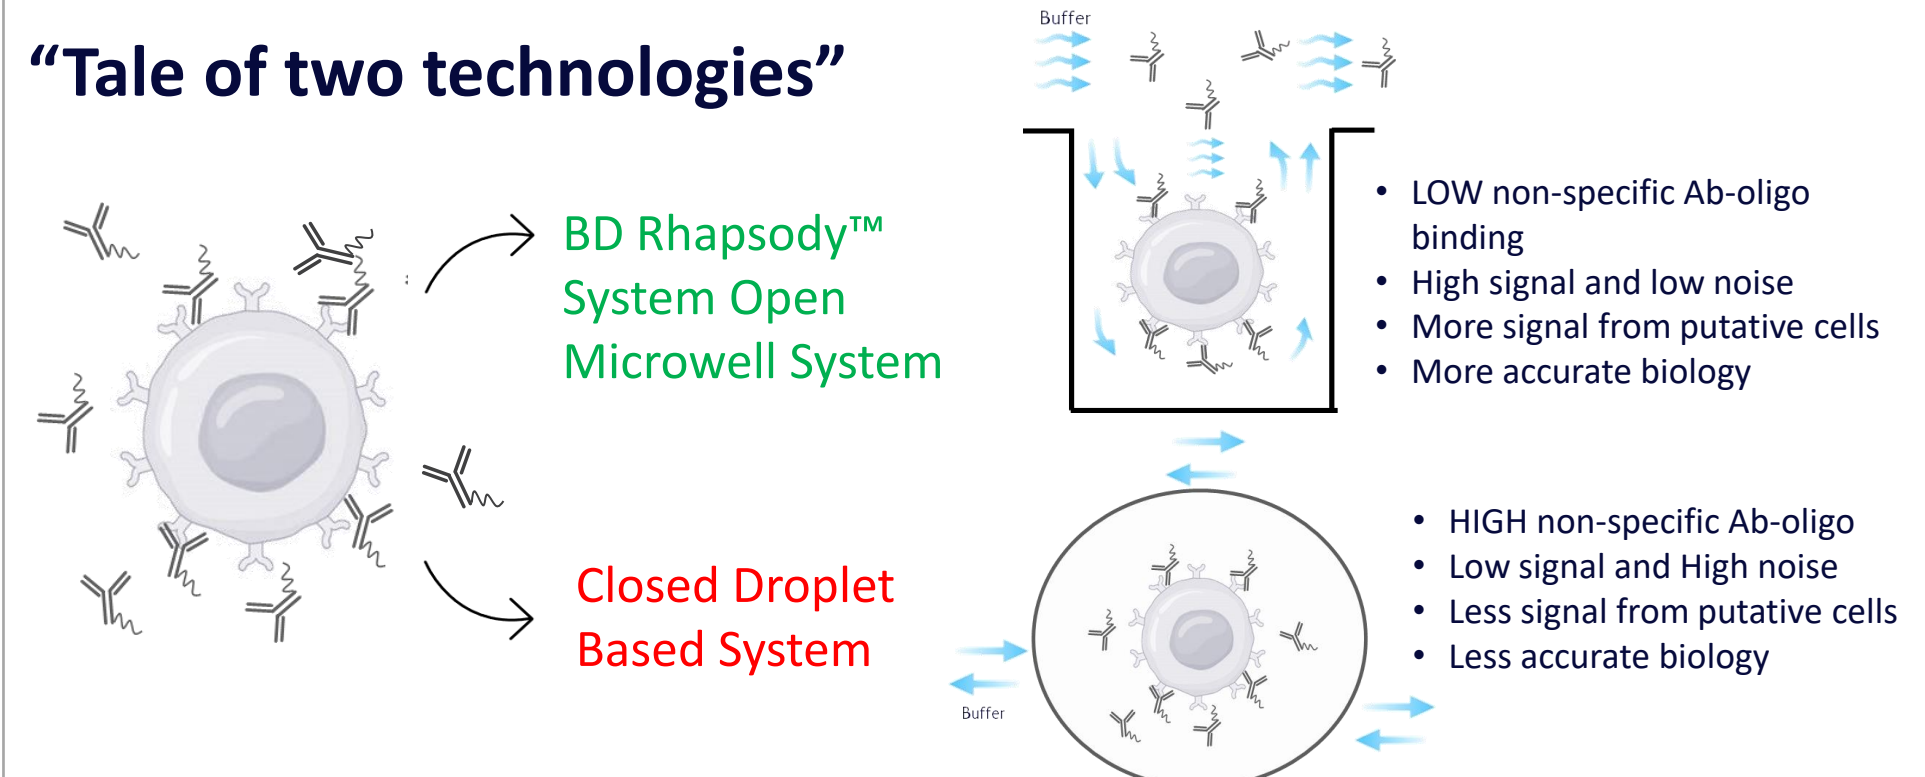 “Tale of two technologies”
BD Rhapsody™
System Open
Microwell System
Closed Droplet
Based System
Buffer
• LOW non-specific Ab-oligo
binding
• High signal and low noise
• More signal from putative cells
• More accurate biology
Buffer
• HIGH non-specific Ab-oligo
• Low signal and High noise
• Less signal from putative cells
• Less accurate biology